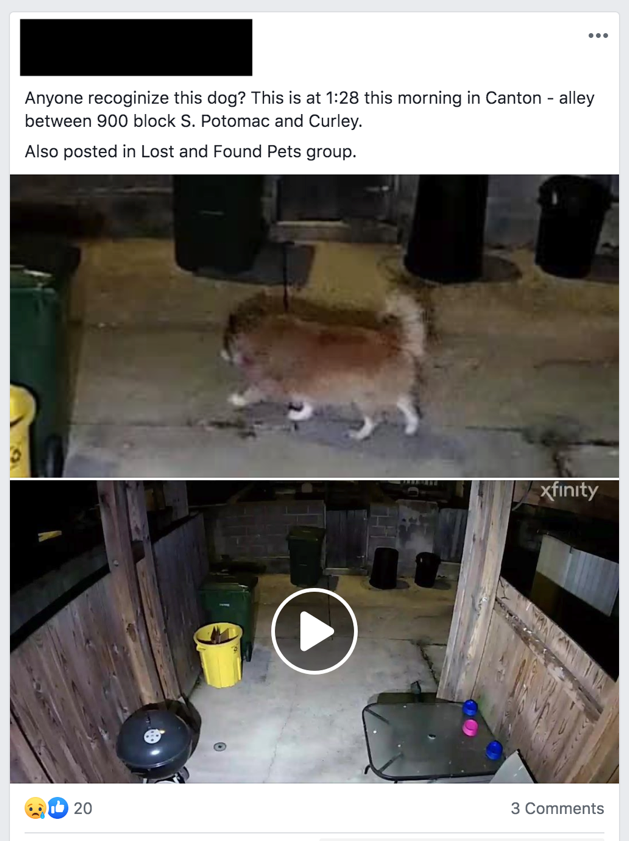 Anyone recoginize this dog? This is at 1:28 this morning in Canton - alley
between 900 block S. Potomac and Curley.
Also posted in Lost and Found Pets group.
xfinity
20
3 Comments